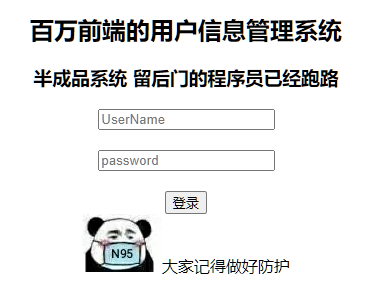 百万前端的用户信息管理系统
半成品系统 留后门的程序员已经跑路
UserName
password
登录
N95
大家记得做好防护